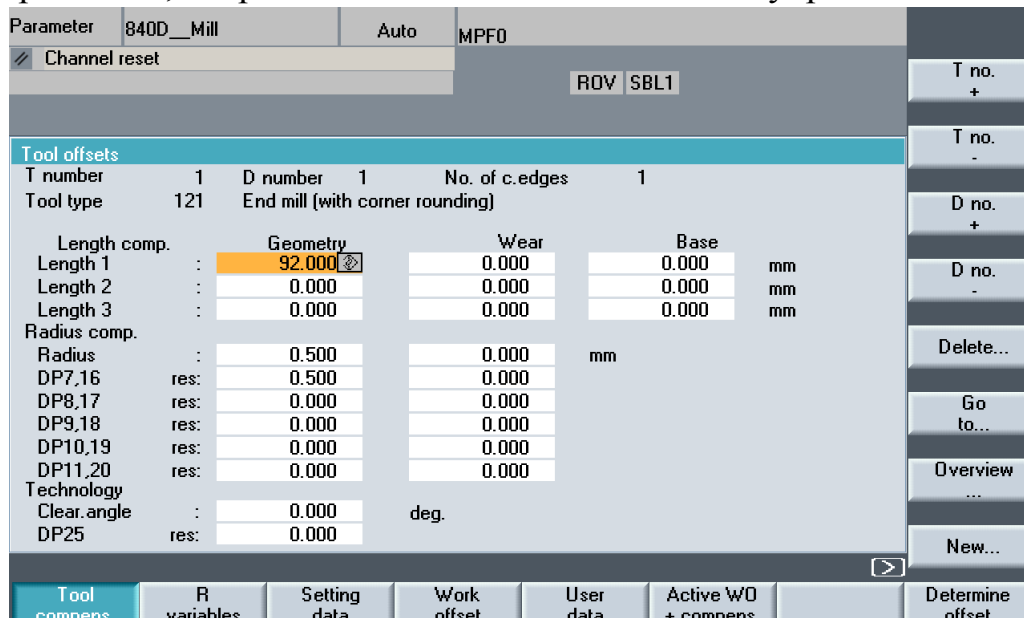 Parameter 840D__Mill Auto MPF0
Channel reset
ROV SBL1
Tool offsets
T number 1 D number 1 No. of c.edges 1
Tool type 121 End mill (with corner rounding)
Length comp. Geometry Wear Base
Length 1 : 92.000 0.000 0.000 mm
Length 2 : 0.000 0.000 0.000 mm
Length 3 : 0.000 0.000 0.000 mm
Radius comp.
Radius : 0.500 0.000 mm
DP7,16 res: 0.500 0.000
DP8,17 res: 0.000 0.000
DP9,18 res: 0.000 0.000
DP10,19 res: 0.000 0.000
DP11,20 res: 0.000 0.000
Technology
Clear.angle : 0.000 deg.
DP25 res: 0.000
T no.
+
T no.
-
D no.
+
D no.
-
Delete...
Go
to...
Overview
...
New...
Tool
compens
R
variables
Setting
data
Work
offset
User
data
Active WO
+ compens
Determine
offset